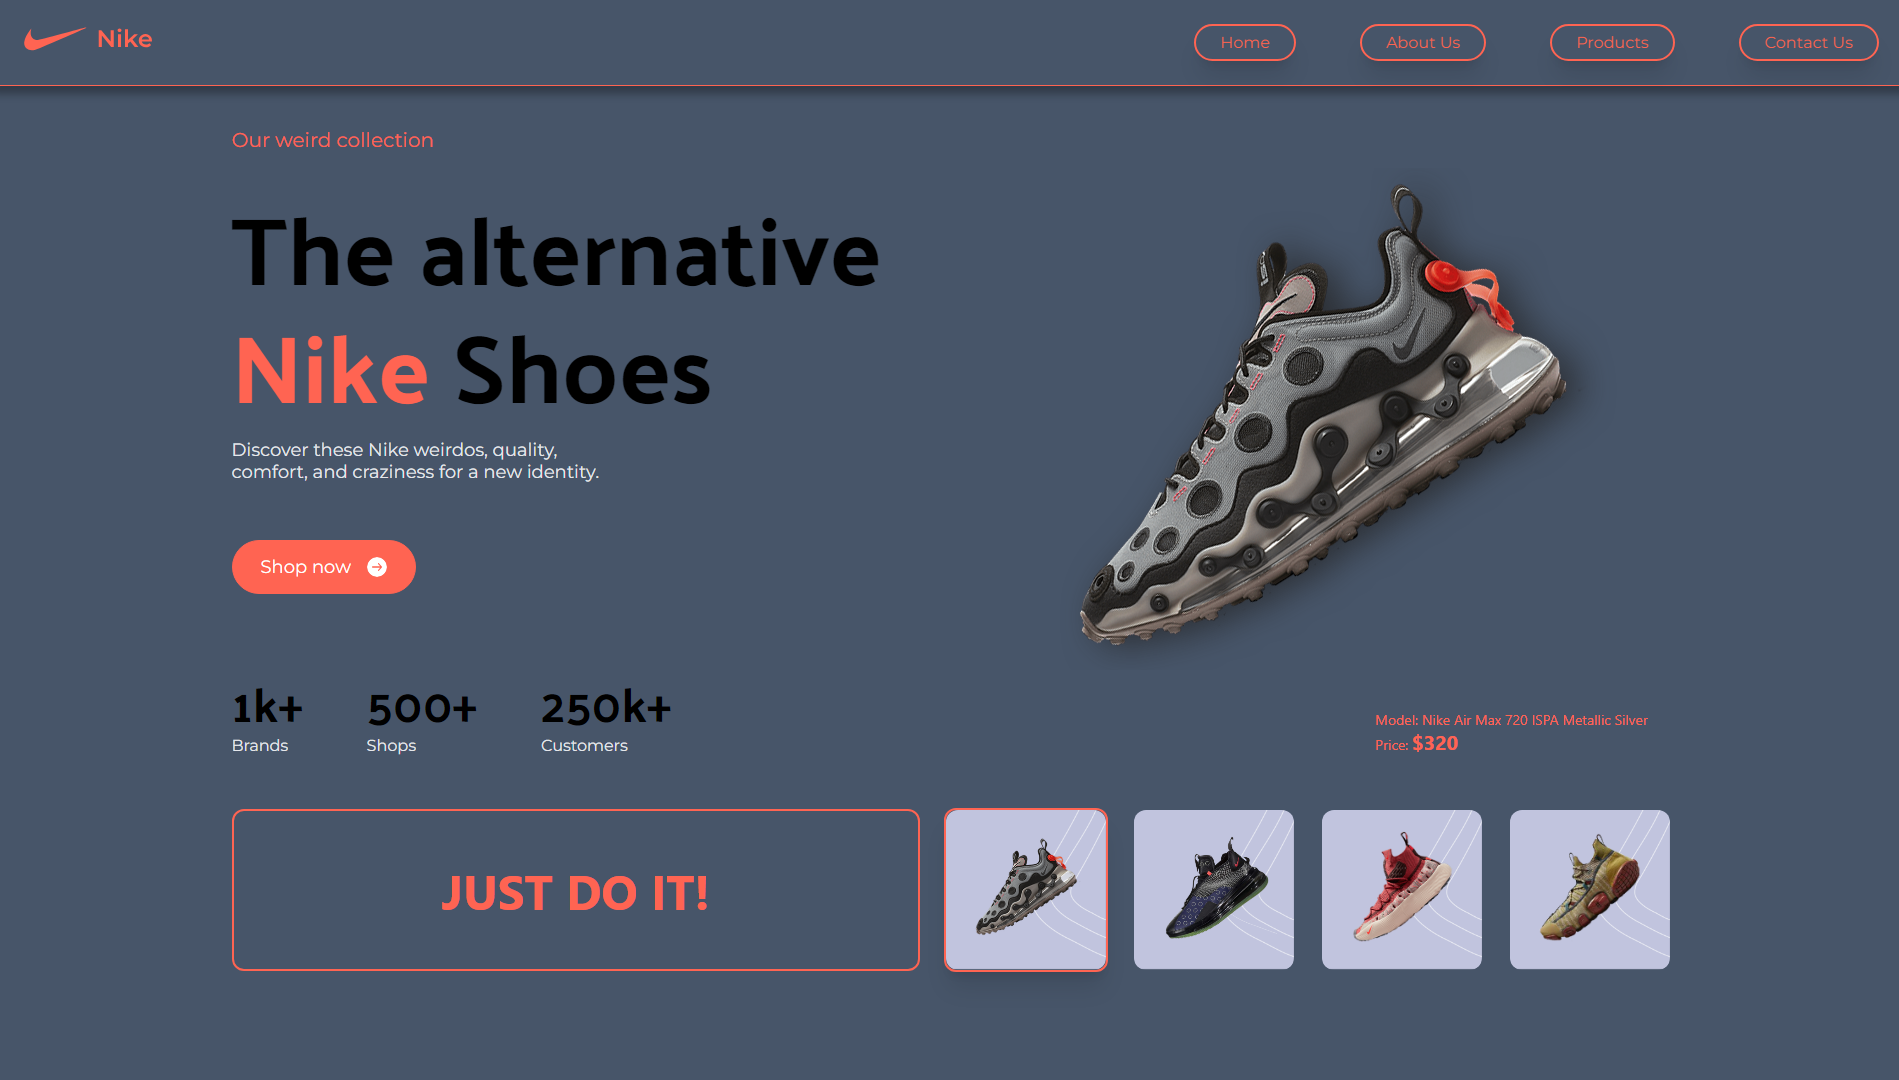 Nike
Home
About Us
Products
Contact Us
Our weird collection
The alternative
Nike Shoes
Discover these Nike weirdos, quality,
comfort, and craziness for a new identity.
Shop now
1k+
Brands
500+
Shops
250k+
Customers
Model: Nike Air Max 720 ISPA Metallic Silver
Price: $320
JUST DO IT!